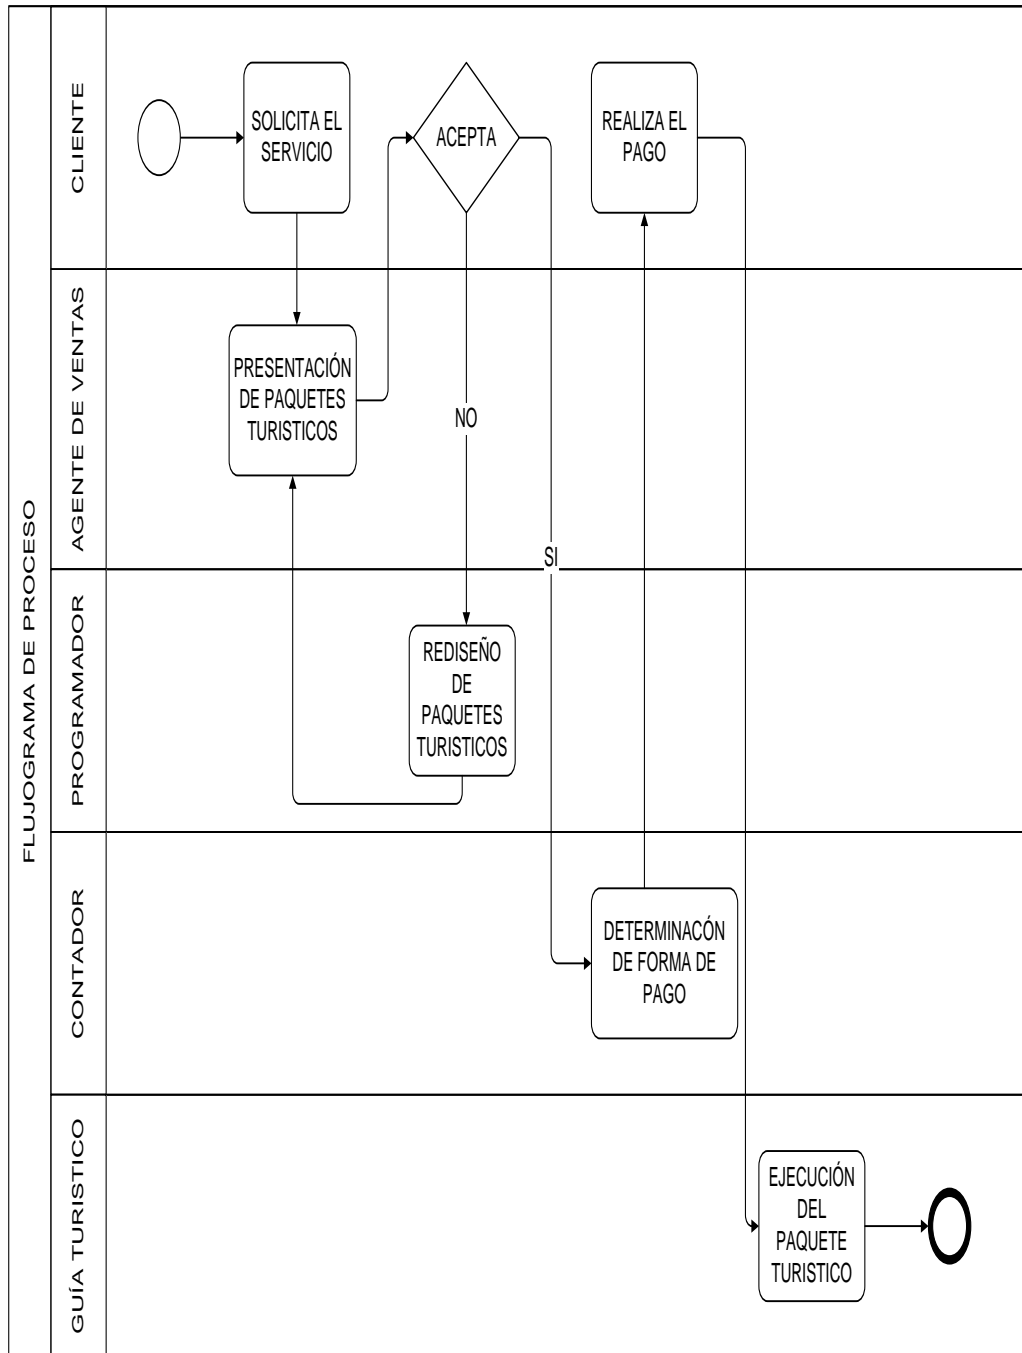 FLUJOGRAMA DE PROCESO
CLIENTE
SOLICITA EL
SERVICIO
ACEPTA
REALIZA EL
PAGO
AGENTE DE VENTAS
PRESENTACIÓN
DE PAQUETES
TURISTICOS
NO
SI
PROGRAMADOR
REDISEÑO
DE
PAQUETES
TURISTICOS
CONTADOR
DETERMINACÓN
DE FORMA DE
PAGO
GUÍA TURISTICO
EJECUCIÓN
DEL
PAQUETE
TURISTICO